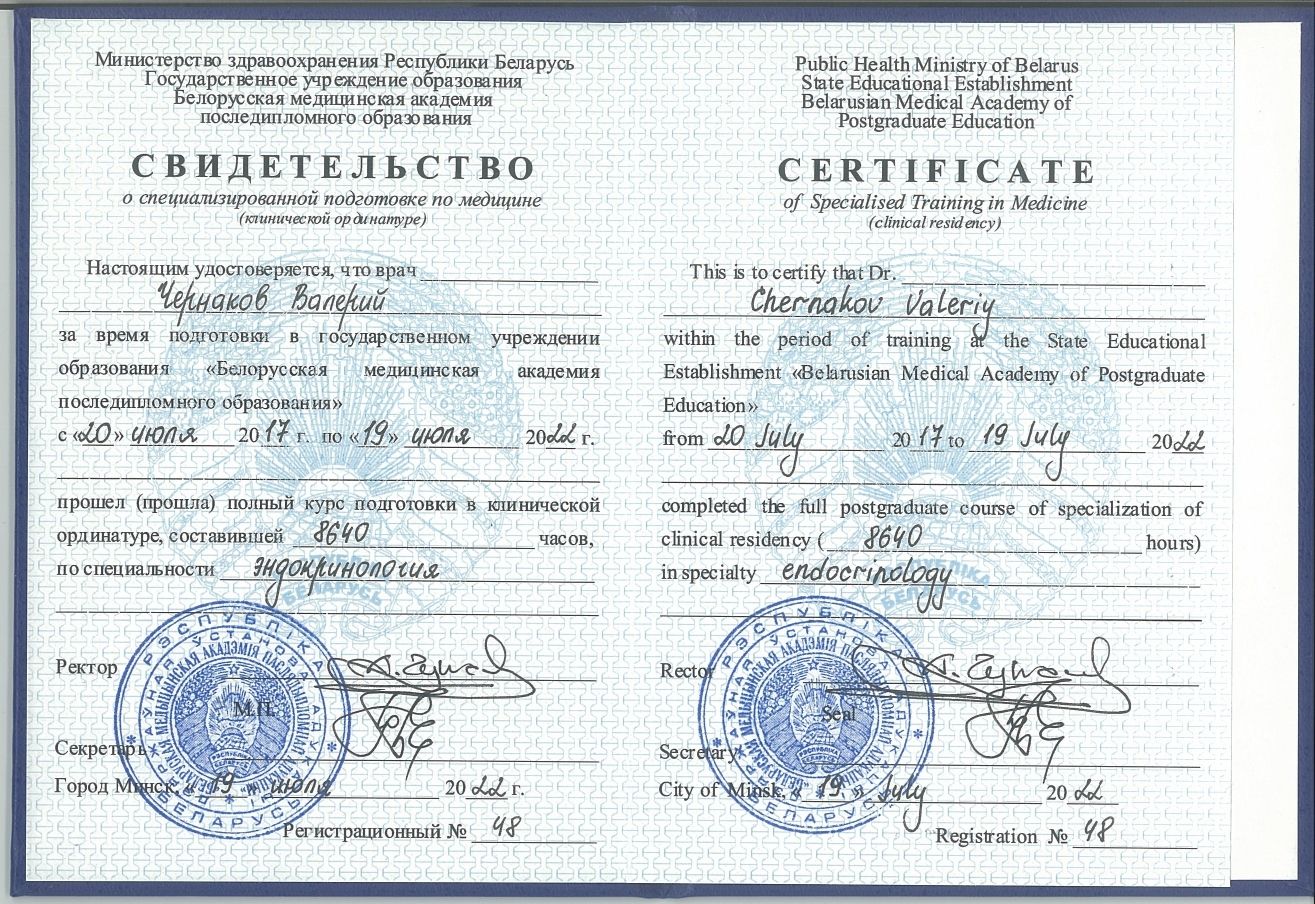 Министерство здравоохранения Республики Беларусь
Государственное учреждение образования
Белорусская медицинская академия
последипломного образования
СВИДЕТЕЛЬСТВО
о специализированной подготовке по медицине
(клинической ординатуре)
Настоящим удостоверяется, что врач
Чернаков Валерий
за время подготовки в государственном учреждении
образования «Белорусская медицинская академия
последипломного образования»
с «20» июля 2017 г. по «19» июля 2022 г.
прошел (прошла) полный курс подготовки в клинической
ординатуре, составившей 8640 часов,
по специальности эндокринология
Ректор
М.П.
Секретарь
Город Минск, « 19 » июля 2022 г.
Регистрационный № 48
Public Health Ministry of Belarus
State Educational Establishment
Belarusian Medical Academy of
Postgraduate Education
CERTIFICATE
of Specialised Training in Medicine
(clinical residency)
This is to certify that Dr.
Chernakov Valeriy
within the period of training at the State Educational
Establishment «Belarusian Medical Academy of Postgraduate
Education»
from 20 July 2017 to 19 July 2022
completed the full postgraduate course of specialization of
clinical residency ( 8640 hours)
in specialty endocrinology
Rector
Seal
Secretary
City of Minsk, « 19 » July 2022
Registration № 48
РЭСПУБЛІКА БЕЛАРУСЬ